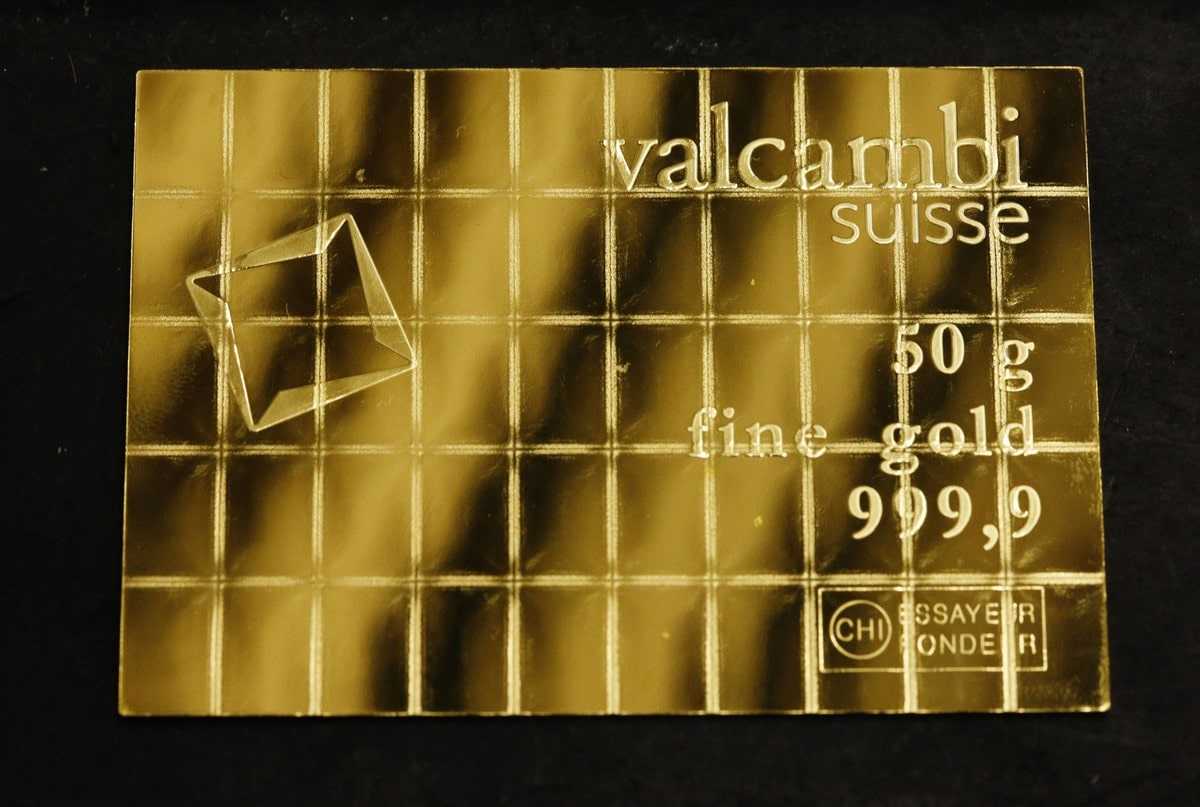 valcambi
suisse
50 g
fine gold
999,9
CHI
ESSAYEUR
FONDEUR